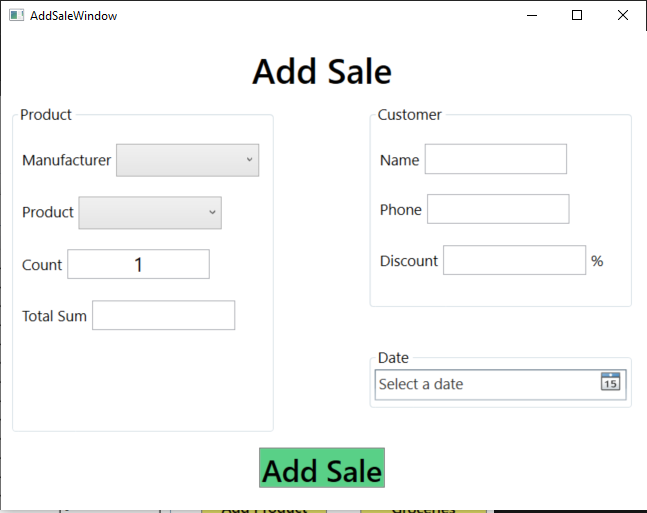 AddSaleWindow
Add Sale
Product
Manufacturer
Product
Count 1
Total Sum
Customer
Name
Phone
Discount %
Date
Select a date 15
Add Sale
Add Product Groceries